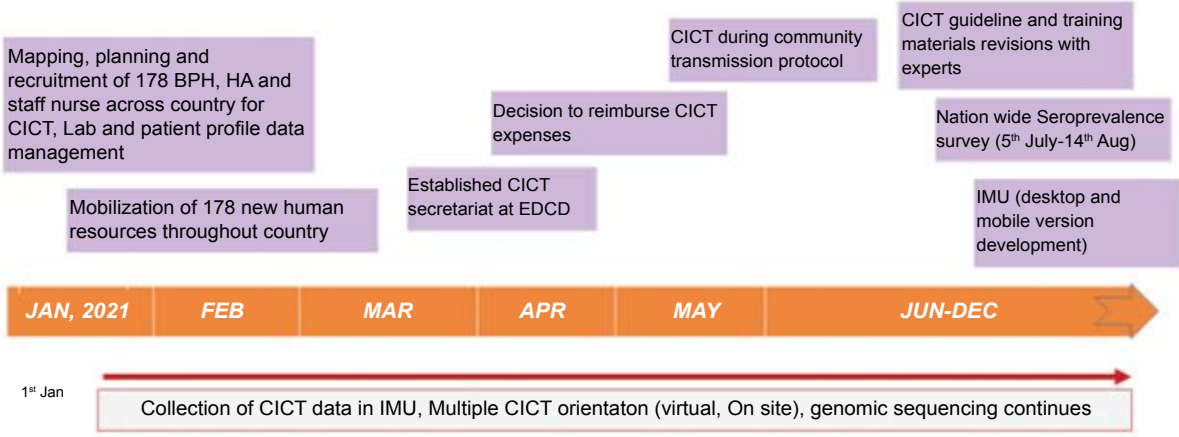 Mapping, planning and
recruitment of 178 BPH, HA and
staff nurse across country for
CICT, Lab and patient profile data
management
Mobilization of 178 new human
resources throughout country
Established CICT
secretariat at EDCD
Decision to reimburse CICT
expenses
CICT during community
transmission protocol
CICT guideline and training
materials revisions with
experts
Nation wide Seroprevalence
survey (5th July-14th Aug)
IMU (desktop and
mobile version
development)
JAN, 2021
FEB
MAR
APR
MAY
JUN-DEC
1st Jan
Collection of CICT data in IMU, Multiple CICT orientaton (virtual, On site), genomic sequencing continues